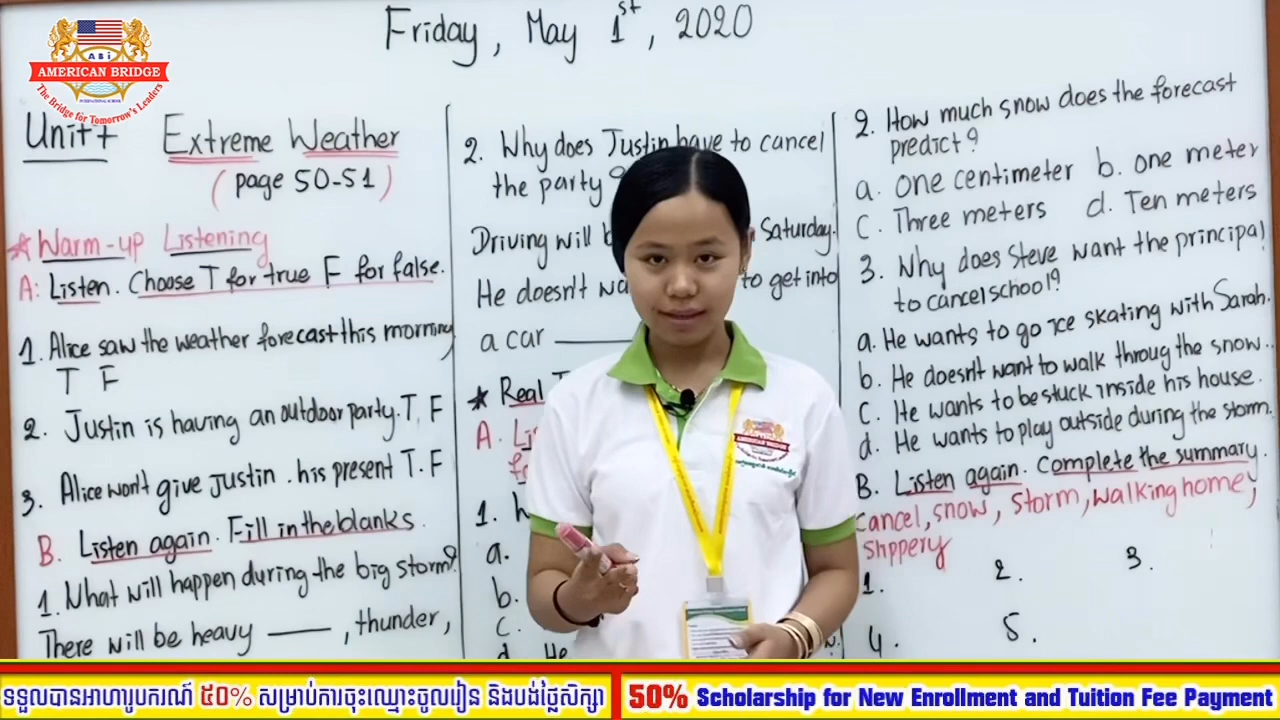 ABi
AMERICAN BRIDGE
INTERNATIONAL SCHOOL
The Bridge for Tomorrow's Leaders
Friday, May 1st, 2020
Unit 7 Extreme Weather
(page 50-51)
* Warm-up Listening
A: Listen. Choose T for true F for false.
1. Alice saw the weather forecast this morning
T F
2. Justin is having an outdoor party. T, F
3. Alice won't give Justin. his present T. F
B. Listen again. Fill in the blanks.
1. What will happen during the big storm?
There will be heavy ____, thunder,
2. Why does Justin have to cancel
the party?
Driving will b Saturday.
He doesn't wa to get into
a car ____
* Real
A. Lis
1.
a.
b.
c.
d. He
2. How much snow does the forecast
predict?
a. one centimeter b. one meter
c. Three meters d. Ten meters
3. Why does Steve want the principal
to cancel school?
a. He wants to go ice skating with Sarah.
b. He doesn't want to walk throug the snow..
c. He wants to be stuck inside his house.
d. He wants to play outside during the storm.
B. Listen again. Complete the summary.
cancel, snow, storm, walking home,
slippery
1. 2. 3.
4. 5.
AMERICAN BRIDGE
ទទួលបានអាហារូបករណ៍ ៥០% សម្រាប់ការចុះឈ្មោះចូលរៀន និងបង់ថ្លៃសិក្សា
50% Scholarship for New Enrollment and Tuition Fee Payment